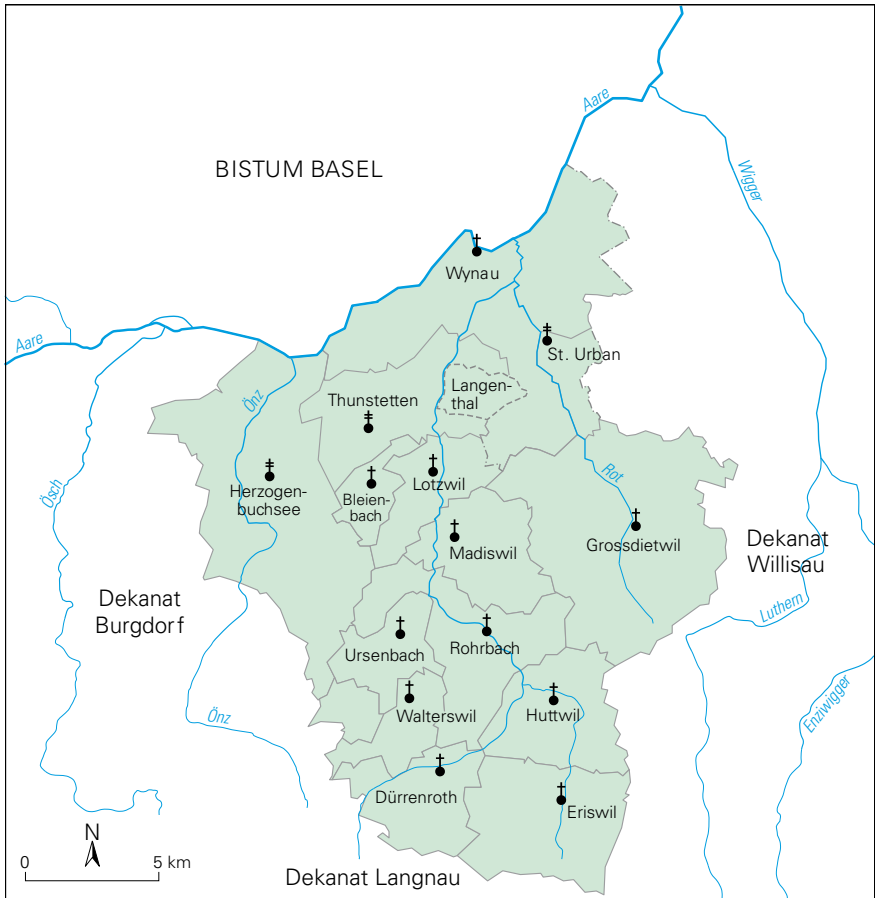 Aare
BISTUM BASEL
Wigger
Wynau
Aare
St. Urban
Langen-
thal
Thunstetten
Önz
Ösch
Herzogen-
buchsee
Bleien-
bach
Lotzwil
Rot
Madiswil
Grossdietwil
Dekanat
Willisau
Dekanat
Burgdorf
Luthern
Ursenbach
Rohrbach
Enziwigger
Önz
Walterswil
Huttwil
Dürrenroth
Eriswil
N
0
5 km
Dekanat Langnau